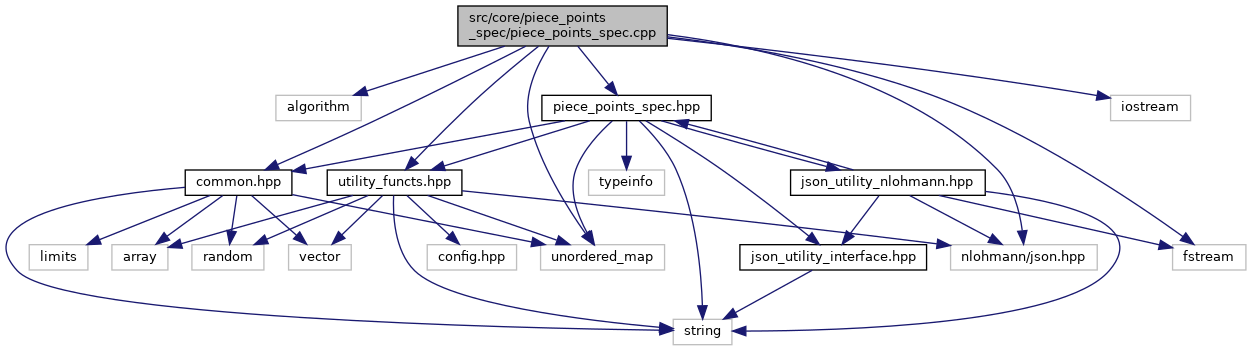 src/core/piece_points
_spec/piece_points_spec.cpp
algorithm
piece_points_spec.hpp
iostream
common.hpp
utility_functs.hpp
typeinfo
json_utility_nlohmann.hpp
limits
array
random
vector
config.hpp
unordered_map
json_utility_interface.hpp
nlohmann/json.hpp
fstream
string